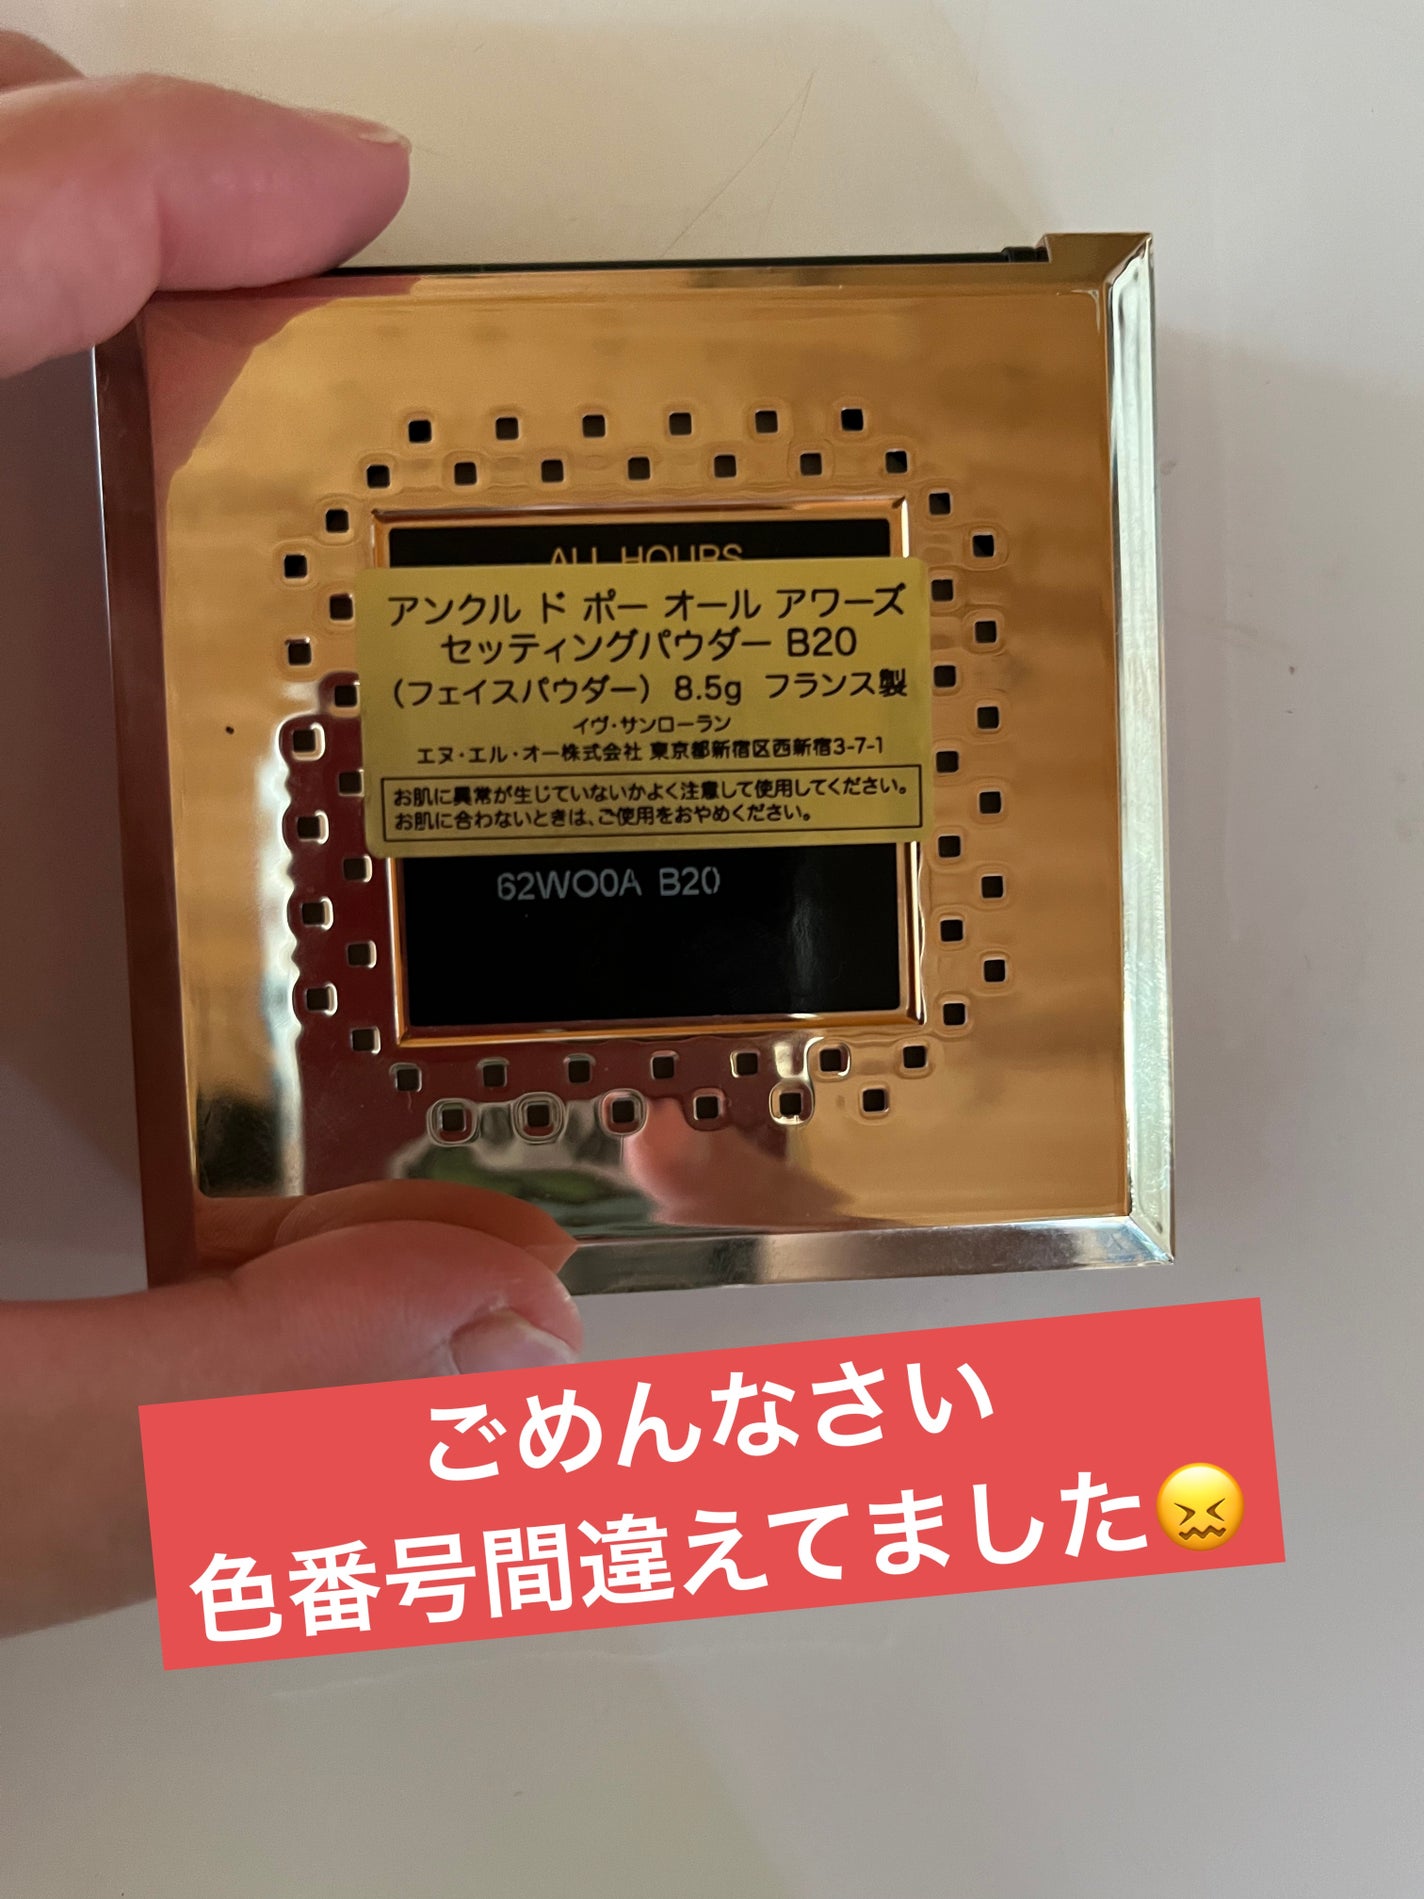 ALL HOURS
アンクル ド ポー オール アワーズ
セッティングパウダー B20
（フェイスパウダー） 8.5g フランス製
イヴ・サンローラン
エヌ・エル・オー株式会社 東京都新宿区西新宿3-7-1
お肌に異常が生じていないかよく注意して使用してください。
お肌に合わないときは、ご使用をおやめください。
62WO0A B20
ごめんなさい
色番号間違えてました😖